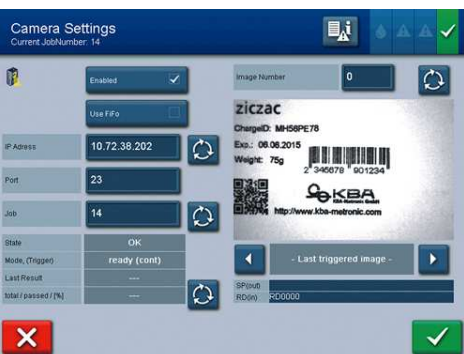 Camera Settings
Current JobNumber: 14
Enabled
Use FiFo
IP Adress
10.72.38.202
Port
23
Job
14
State
OK
Mode, (Trigger)
ready (cont)
Last Result
---
total / passed / [%]
---
Image Number
0
ziczac
ChargeID: MH56PE78
Exp.: 06.06.2015
Weight: 75g
2 345678 901234
KBA
KBA-Metronic GmbH
http://www.kba-metronic.com
- Last triggered image -
SP(out)
RD(in) RD0000